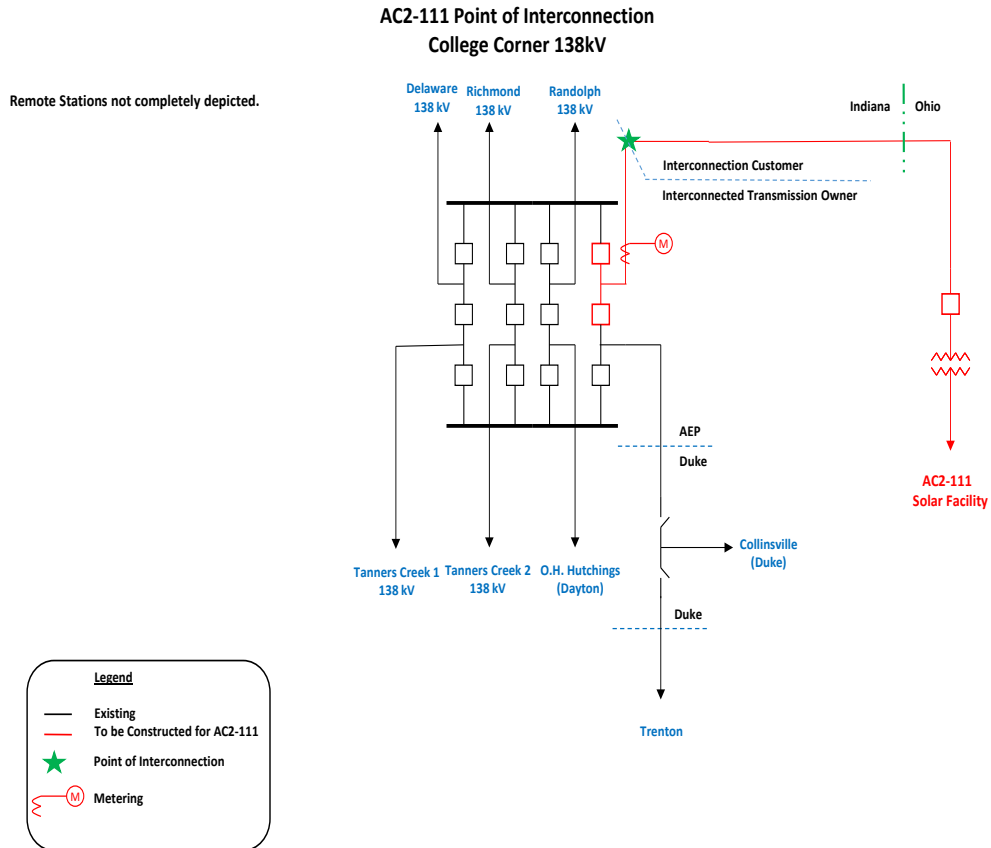 AC2-111 Point of Interconnection
College Corner 138kV
Remote Stations not completely depicted.
Delaware
138 kV
Richmond
138 kV
Randolph
138 kV
Indiana
Ohio
Interconnection Customer
Interconnected Transmission Owner
M
AEP
Duke
AC2-111
Solar Facility
Collinsville
(Duke)
Tanners Creek 1
138 kV
Tanners Creek 2
138 kV
O.H. Hutchings
(Dayton)
Duke
Trenton
Legend
Existing
To be Constructed for AC2-111
Point of Interconnection
M
Metering